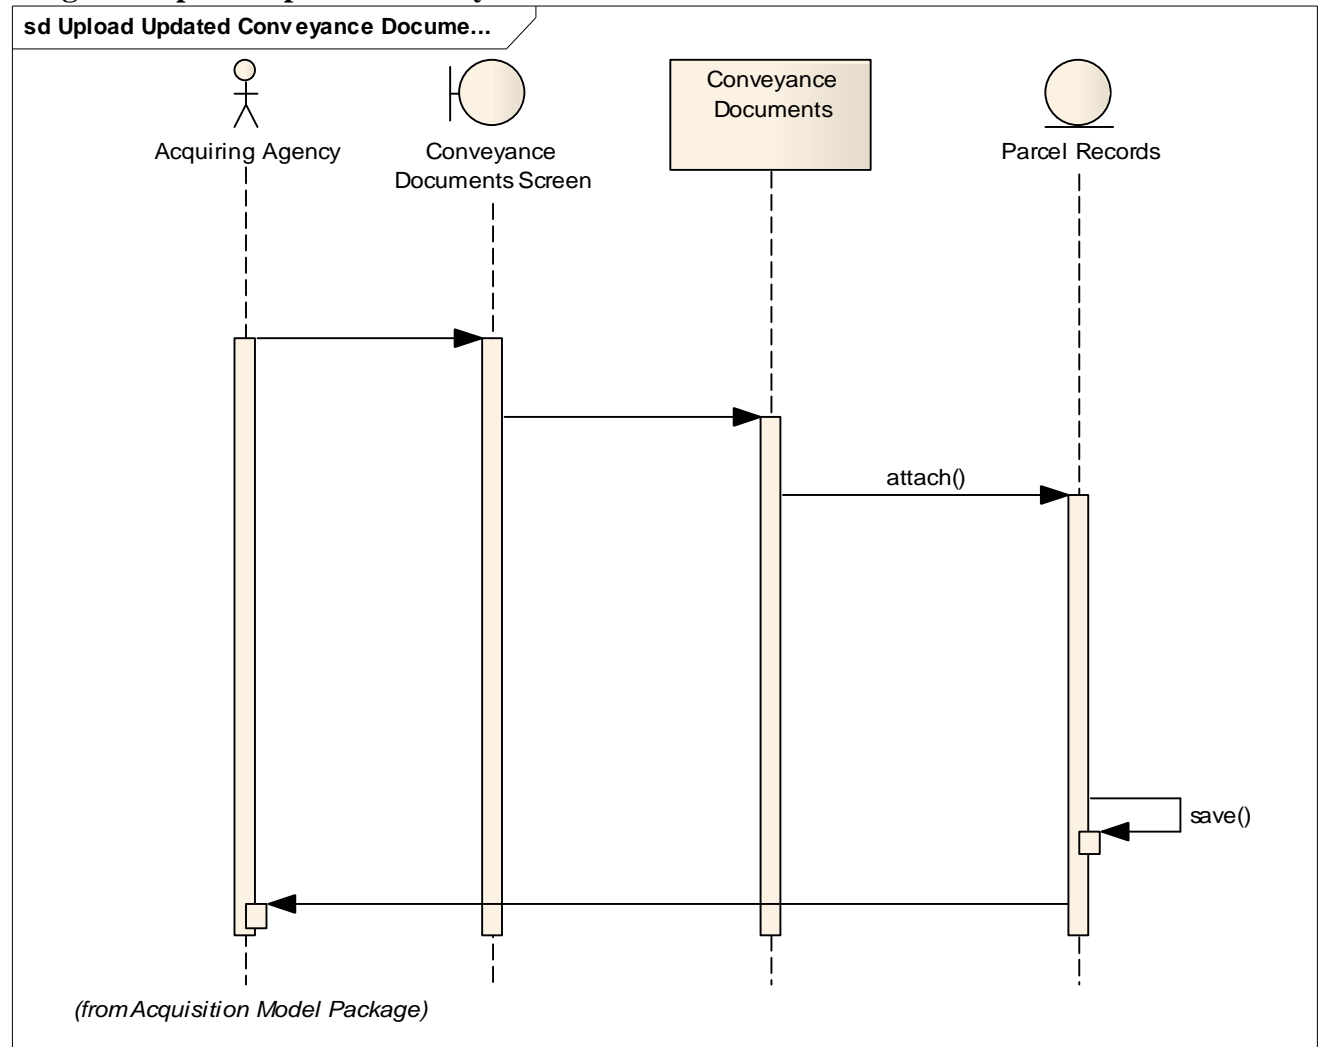 sd Upload Updated Conveyance Docume...
Acquiring Agency
Conveyance
Documents Screen
Conveyance
Documents
Parcel Records
attach()
save()
(from Acquisition Model Package)